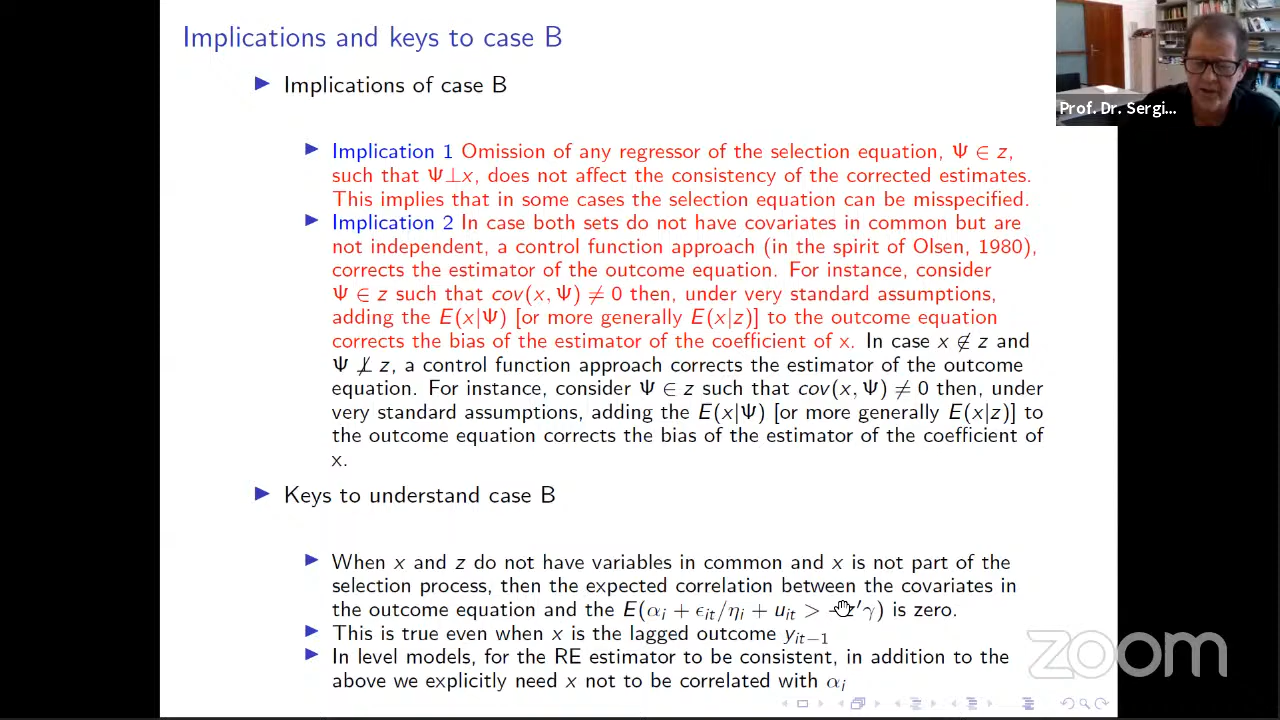 Implications and keys to case B
Implications of case B
Implication 1 Omission of any regressor of the selection equation, Ψ ∈ z,
such that Ψ⊥x, does not affect the consistency of the corrected estimates.
This implies that in some cases the selection equation can be misspecified.
Implication 2 In case both sets do not have covariates in common but are
not independent, a control function approach (in the spirit of Olsen, 1980),
corrects the estimator of the outcome equation. For instance, consider
Ψ ∈ z such that cov(x, Ψ) ≠ 0 then, under very standard assumptions,
adding the E(x|Ψ) [or more generally E(x|z)] to the outcome equation
corrects the bias of the estimator of the coefficient of x. In case x ∉ z and
Ψ ⊥̸ z, a control function approach corrects the estimator of the outcome
equation. For instance, consider Ψ ∈ z such that cov(x, Ψ) ≠ 0 then, under
very standard assumptions, adding the E(x|Ψ) [or more generally E(x|z)] to
the outcome equation corrects the bias of the estimator of the coefficient of
x.
Keys to understand case B
When x and z do not have variables in common and x is not part of the
selection process, then the expected correlation between the covariates in
the outcome equation and the E(αi + ϵit/ηi + uit > −z′γ) is zero.
This is true even when x is the lagged outcome yit−1
In level models, for the RE estimator to be consistent, in addition to the
above we explicitly need x not to be correlated with αi
Prof. Dr. Sergi...
zoom